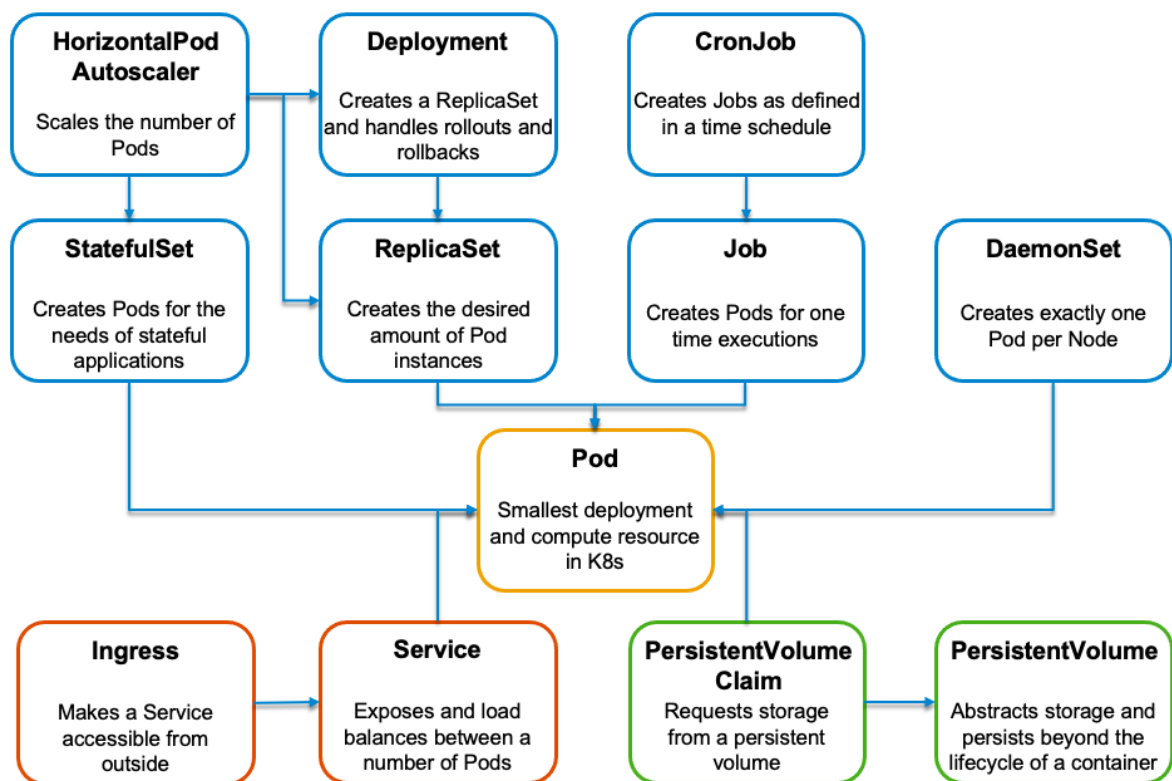 HorizontalPod
Autoscaler
Scales the number of
Pods
Deployment
Creates a ReplicaSet
and handles rollouts and
rollbacks
CronJob
Creates Jobs as defined
in a time schedule
StatefulSet
Creates Pods for the
needs of stateful
applications
ReplicaSet
Creates the desired
amount of Pod
instances
Job
Creates Pods for one
time executions
DaemonSet
Creates exactly one
Pod per Node
Pod
Smallest deployment
and compute resource
in K8s
Ingress
Makes a Service
accessible from
outside
Service
Exposes and load
balances between a
number of Pods
PersistentVolume
Claim
Requests storage
from a persistent
volume
PersistentVolume
Abstracts storage and
persists beyond the
lifecycle of a container